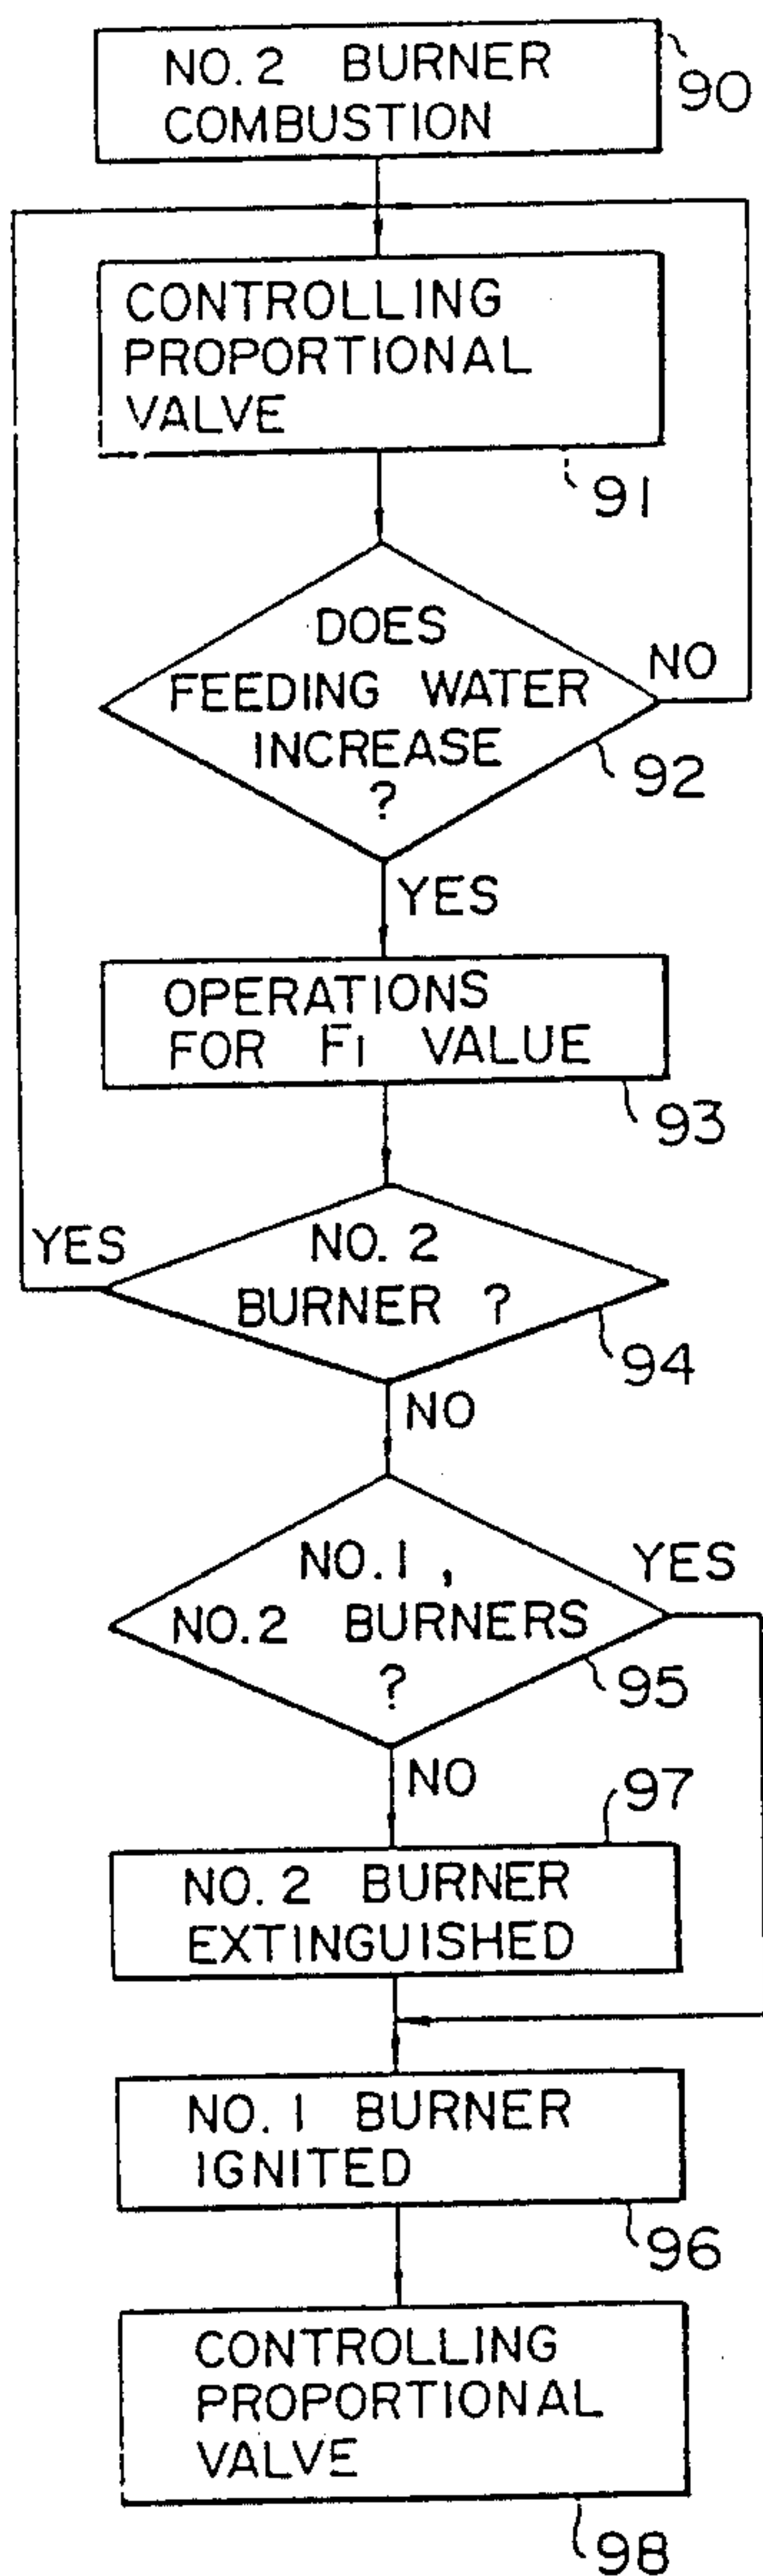 NO. 2 BURNER
COMBUSTION
90
CONTROLLING
PROPORTIONAL
VALVE
91
DOES
FEEDING WATER
INCREASE
?
NO
92
YES
OPERATIONS
FOR F1 VALUE
93
YES
NO. 2
BURNER ?
94
NO
NO. 1 ,
NO. 2 BURNERS
?
YES
95
NO
97
NO. 2 BURNER
EXTINGUISHED
NO. 1 BURNER
IGNITED
96
CONTROLLING
PROPORTIONAL
VALVE
98